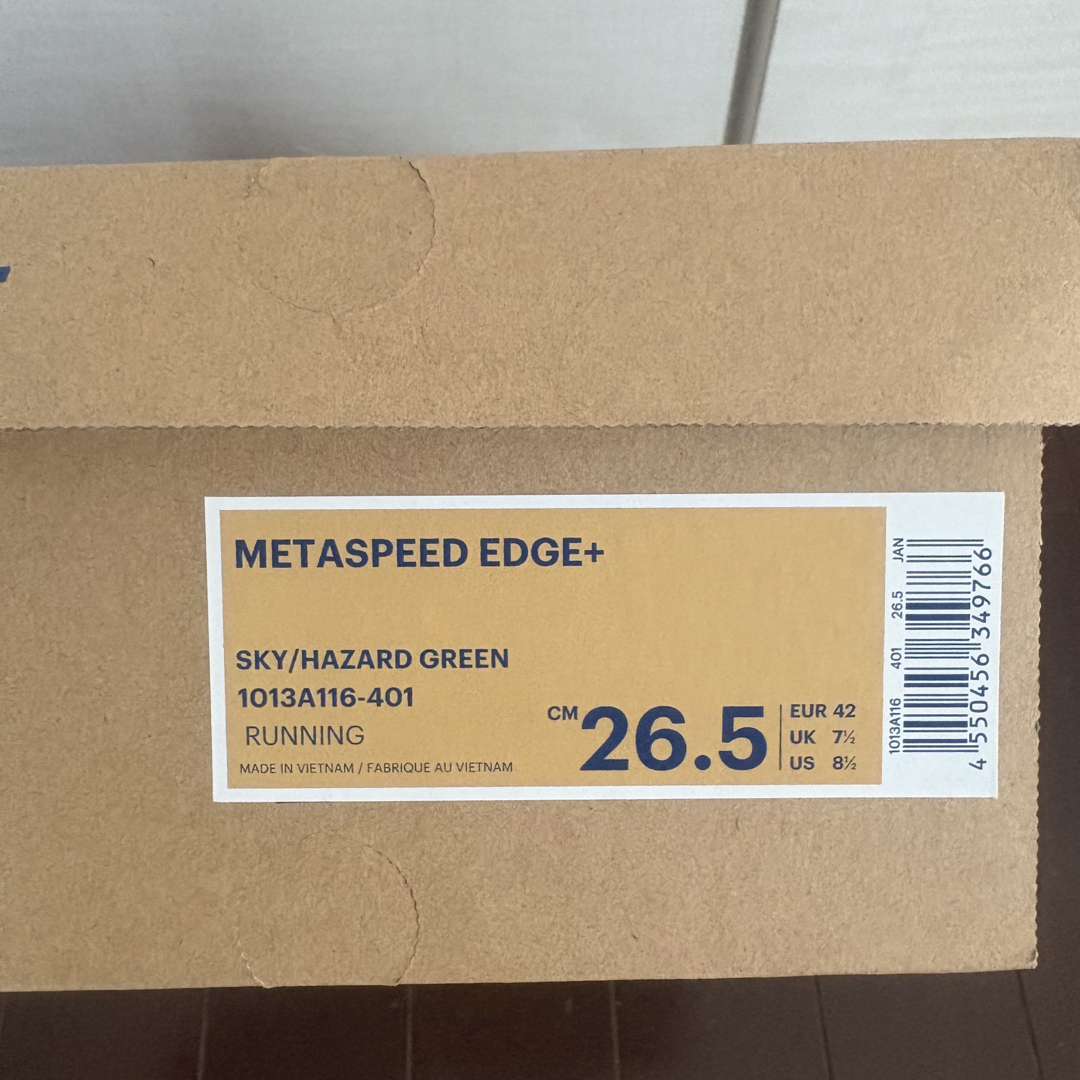 METASPEED EDGE+
SKY/HAZARD GREEN
1013A116-401
RUNNING
MADE IN VIETNAM / FABRIQUE AU VIETNAM
CM 26.5
EUR 42
UK 7½
US 8½
1013A116 401 26.5 JAN
4 550456 349766